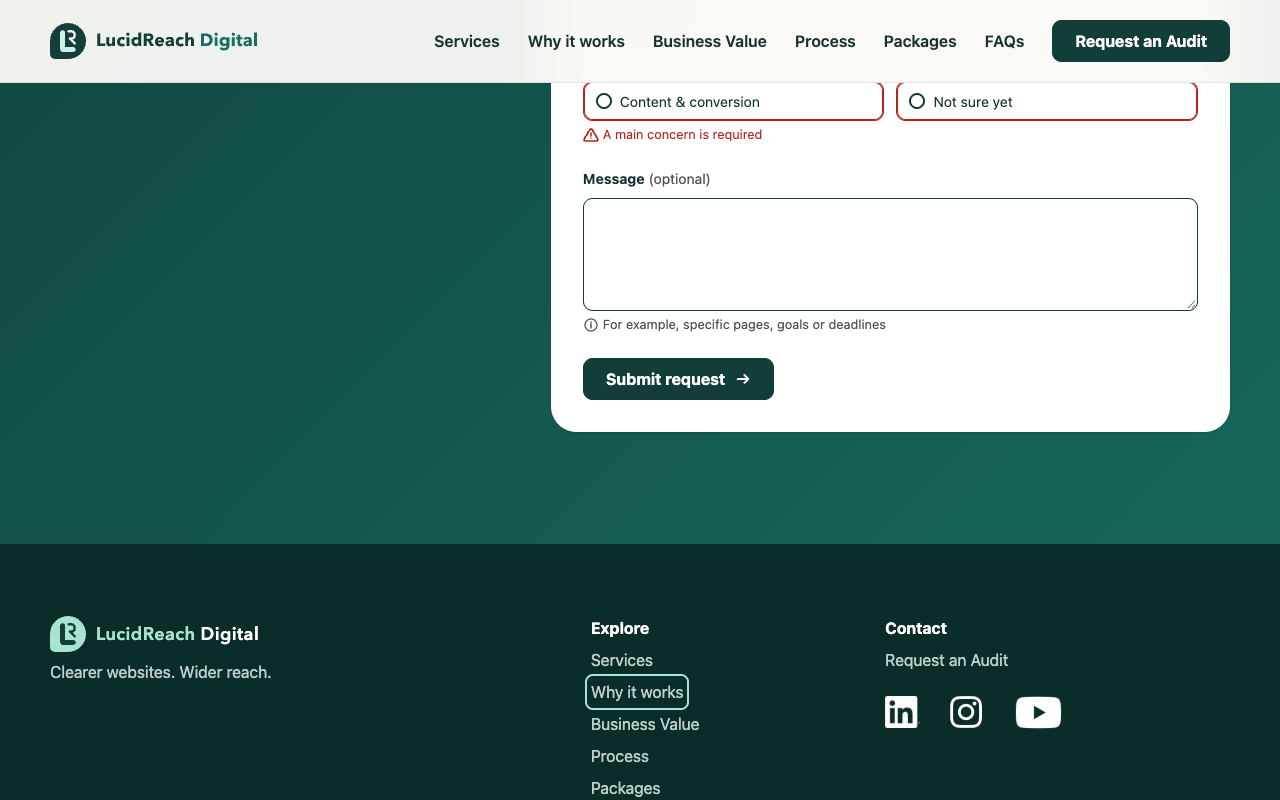 LucidReach Digital
Services
Why it works
Business Value
Process
Packages
FAQs
Request an Audit
Content & conversion
Not sure yet
A main concern is required
Message (optional)
For example, specific pages, goals or deadlines
Submit request
LucidReach Digital
Clearer websites. Wider reach.
Explore
Services
Why it works
Business Value
Process
Packages
Contact
Request an Audit